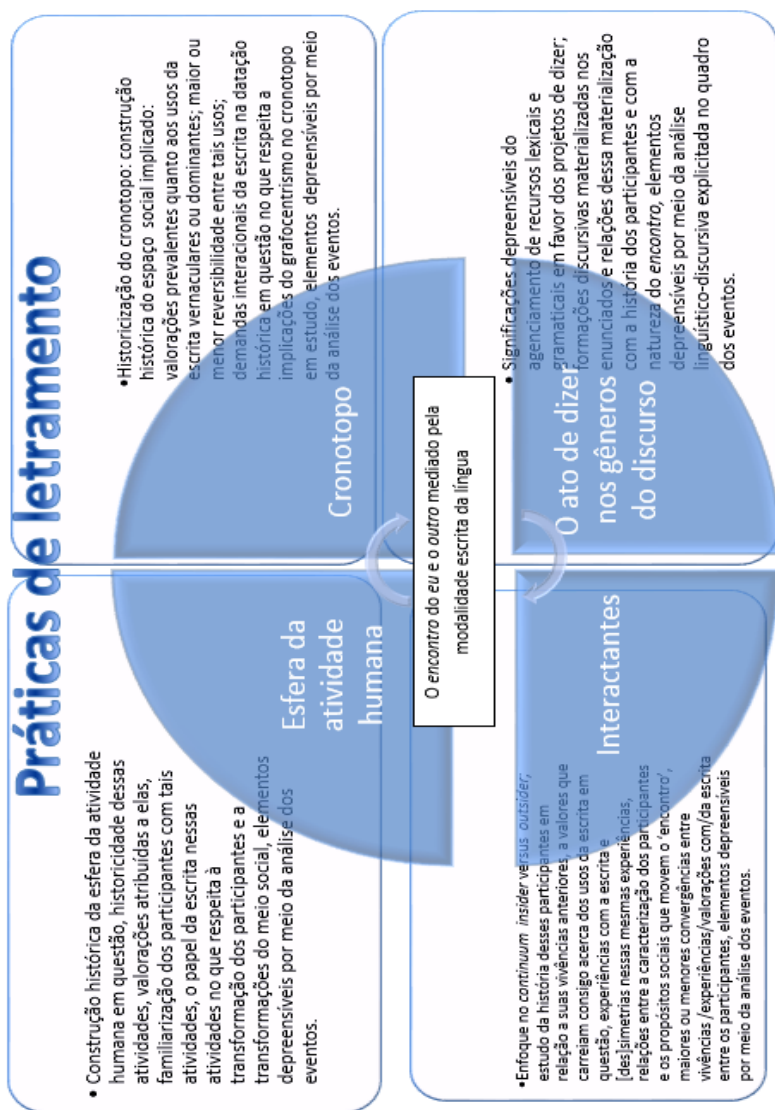 Práticas de letramento
• Construção histórica da esfera da atividade
humana em questão, historicidade dessas
atividades, valorações atribuídas a elas,
familiarização dos participantes com tais
atividades, o papel da escrita nessas
atividades no que respeita à
transformação dos participantes e a
transformações do meio social, elementos
depreensíveis por meio da análise dos
eventos.
•Historicização do cronotopo: construção
histórica do espaço social implicado:
valorações prevalentes quanto aos usos da
escrita vernaculares ou dominantes; maior ou
menor reversibilidade entre tais usos;
demandas interacionais da escrita na datação
histórica em questão no que respeita a
implicações do grafocentrismo no cronotopo
em estudo, elementos depreensíveis por meio
da análise dos eventos.
Esfera da
atividade
humana
Cronotopo
O encontro do eu e o outro mediado pela
modalidade escrita da língua
Interactantes
O ato de dizer
nos gêneros
do discurso
•Enfoque no continuum insider versus outsider;
estudo da história desses participantes em
relação a suas vivências anteriores, a valores que
carreiam consigo acerca dos usos da escrita em
questão, experiências com a escrita e
[des]simetrias nessas mesmas experiências,
relações entre a caracterização dos participantes
e os propósitos sociais que movem o 'encontro',
maiores ou menores convergências entre
vivências /experiências/valorações com/da escrita
entre os participantes, elementos depreensíveis
por meio da análise dos eventos.
• Significações depreensíveis do
agenciamento de recursos lexicais e
gramaticais em favor dos projetos de dizer;
formações discursivas materializadas nos
enunciados e relações dessa materialização
com a história dos participantes e com a
natureza do encontro, elementos
depreensíveis por meio da análise
linguístico-discursiva explicitada no quadro
dos eventos.